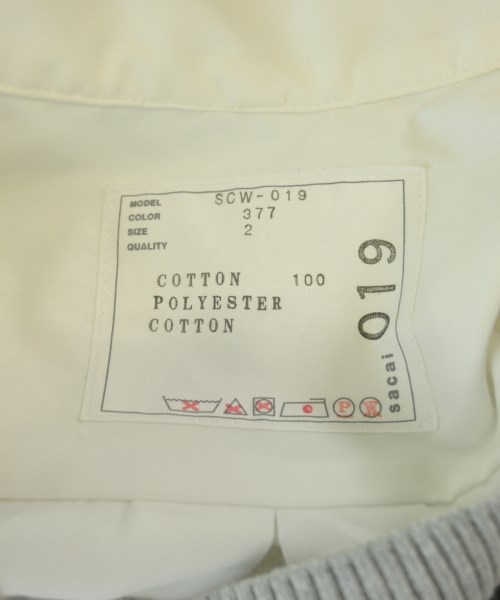 MODEL SCW-019
COLOR 377
SIZE 2
QUALITY
COTTON 100
POLYESTER
COTTON
sacai 019
P W